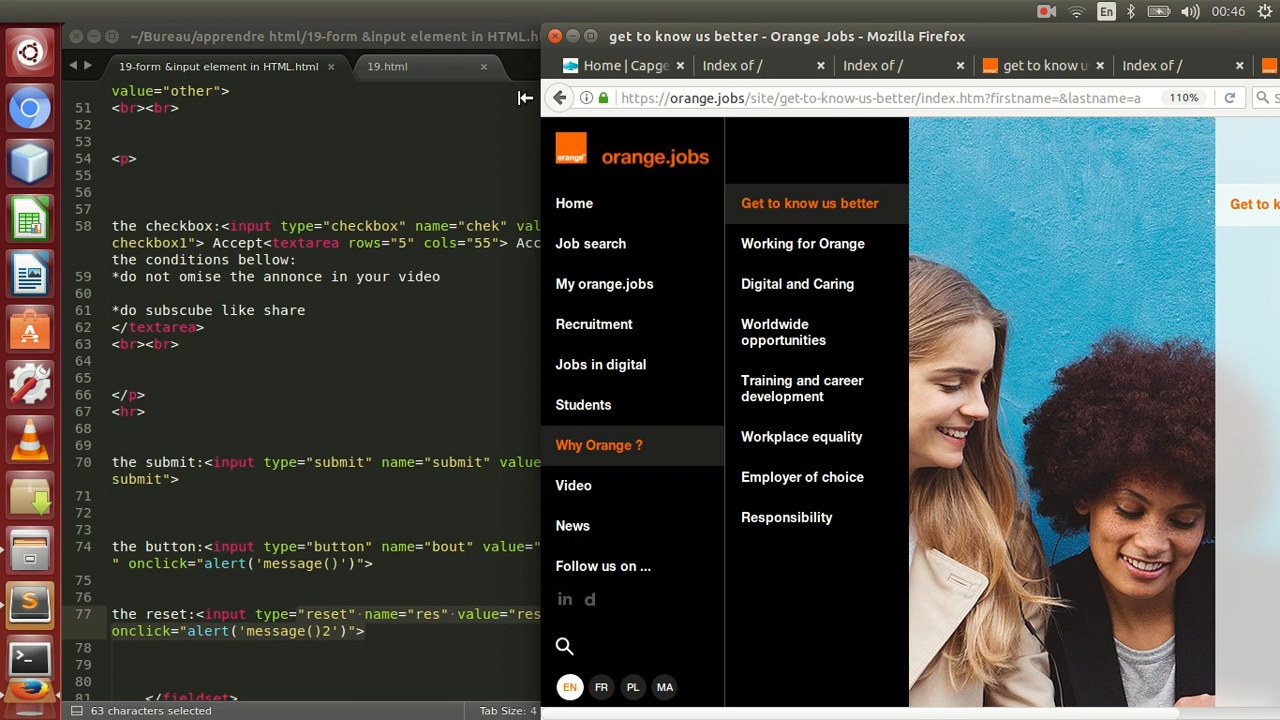 En
00:46
~/Bureau/apprendre html/19-form &input element in HTML.h
get to know us better - Orange Jobs - Mozilla Firefox
19-form &input element in HTML.html ×
19.html ×
Home | Capge ×
Index of / ×
Index of / ×
get to know u ×
Index of / ×
https://orange.jobs/site/get-to-know-us-better/index.htm?firstname=&lastname=a
110%
value="other">
51 <br><br>
52
53
54 <p>
55
56
57
58 the checkbox:<input type="checkbox" name="chek" val
checkbox1"> Accept<textarea rows="5" cols="55"> Acc
the conditions bellow:
59 *do not omise the annonce in your video
60
61 *do subscube like share
62 </textarea>
63 <br><br>
64
65
66 </p>
67 <hr>
68
69
70 the submit:<input type="submit" name="submit" value
submit">
71
72
73
74 the button:<input type="button" name="bout" value="
" onclick="alert('message()')">
75
76
77 the reset:<input type="reset" name="res" value="res
onclick="alert('message()2')">
78
79
80
81 </fieldset>
63 characters selected
Tab Size: 4
orange
orange.jobs
Home
Job search
My orange.jobs
Recruitment
Jobs in digital
Students
Why Orange ?
Video
News
Follow us on ...
in d
EN FR PL MA
Get to know us better
Working for Orange
Digital and Caring
Worldwide
opportunities
Training and career
development
Workplace equality
Employer of choice
Responsibility
Get to k